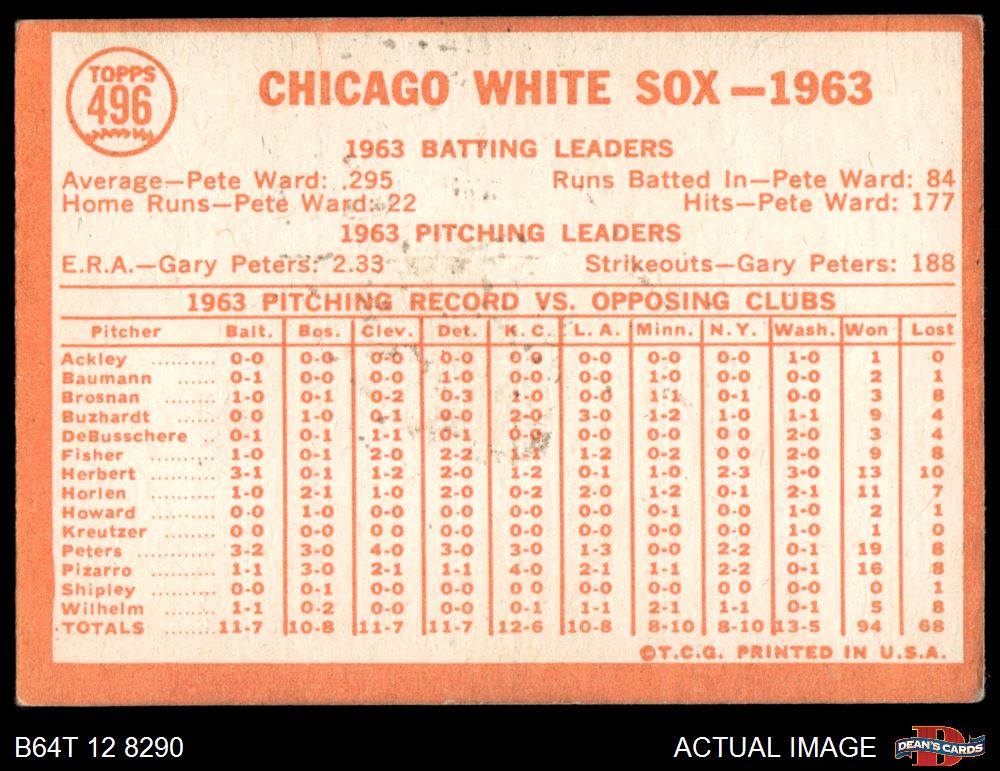 TOPPS
496
CHICAGO WHITE SOX—1963
1963 BATTING LEADERS
Average—Pete Ward: .295 Runs Batted In—Pete Ward: 84
Home Runs—Pete Ward: 22 Hits—Pete Ward: 177
1963 PITCHING LEADERS
E.R.A.—Gary Peters: 2.33 Strikeouts—Gary Peters: 188
1963 PITCHING RECORD VS. OPPOSING CLUBS
Pitcher Balt. Bos. Clev. Det. K. C. L. A. Minn. N. Y. Wash. Won Lost
Ackley .......... 0-0 0-0 0-0 0-0 0-0 0-0 0-0 0-0 1-0 1 0
Baumann ...... 0-1 0-0 0-0 1-0 0-0 0-0 1-0 0-0 0-0 2 1
Brosnan ....... 1-0 0-1 0-2 0-3 1-0 0-0 1-1 0-1 0-0 3 8
Buzhardt ...... 0-0 1-0 0-1 0-0 2-0 3-0 1-2 1-0 1-1 9 4
DeBusschere .. 0-1 0-1 1-1 0-1 0-0 0-0 0-0 0 0 2-0 3 4
Fisher .......... 1-0 0-1 2-0 2-2 1-1 1-2 0-2 0 0 2-0 9 8
Herbert ......... 3-1 0-1 1-2 2-0 1-2 0-1 1-0 2-3 3-0 13 10
Horlen .......... 1-0 2-1 1-0 2-0 0-2 2-0 1-2 0-1 2-1 11 7
Howard ......... 0-0 1-0 0-0 0-0 0-0 0-0 0-1 0-0 1-0 2 1
Kreutzer ....... 0-0 0-0 0-0 0-0 0-0 0-0 0-0 0-0 1-0 1 0
Peters .......... 3-2 3-0 4-0 3-0 3-0 1-3 0-0 2-2 0-1 19 8
Pizarro ......... 1-1 3-0 2-1 1-1 4-0 2-1 1-1 2-2 0-1 16 8
Shipley ......... 0-0 0-1 0-0 0-0 0 0 0-0 0-0 0-0 0-0 0 1
Wilhelm ........ 1-1 0-2 0-0 0-0 0-1 1-1 2-1 1-1 0-1 5 8
TOTALS ....... 11-7 10-8 11-7 11-7 12-6 10-8 8-10 8-10 13-5 94 68
©T.C.G. PRINTED IN U.S.A.
B64T 12 8290 ACTUAL IMAGE DEAN'S CARDS